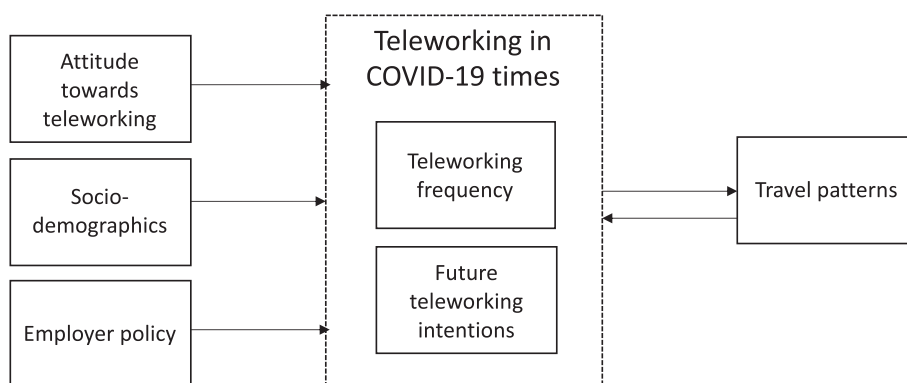 Attitude
towards
teleworking
Socio-
demographics
Employer policy
Teleworking in
COVID-19 times
Teleworking
frequency
Future
teleworking
intentions
Travel patterns